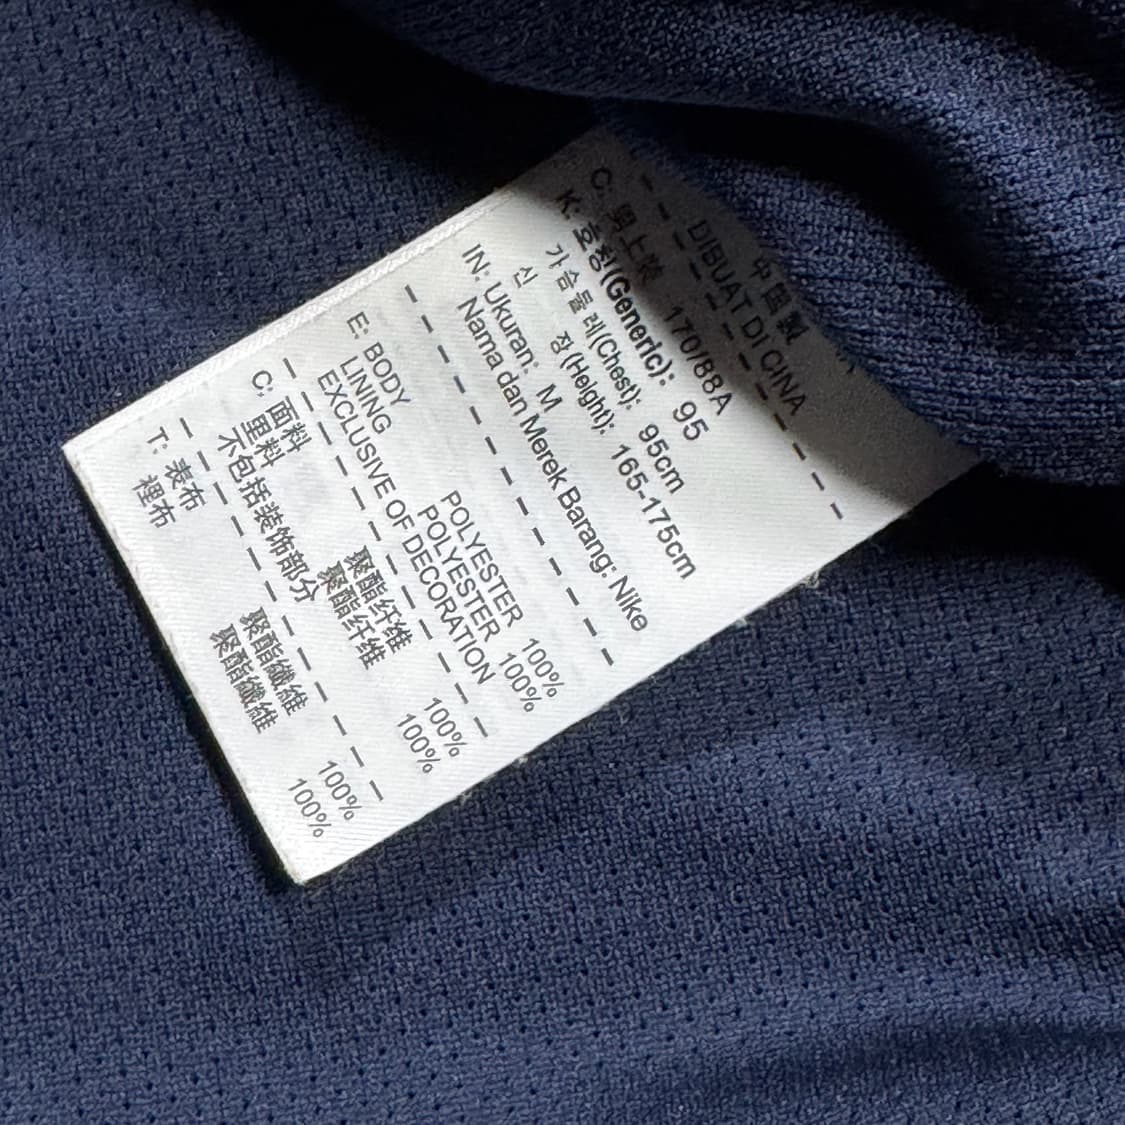 中国製
DIBUAT DI CINA
C: 男上裝 170/88A
K: 호칭(Generic): 95
가슴둘레(Chest): 95cm
신 장(Height): 165-175cm
IN: Ukuran: M
Nama dan Merek Barang: Nike
E: BODY POLYESTER 100%
LINING POLYESTER 100%
EXCLUSIVE OF DECORATION
C: 面料 聚酯纤维 100%
里料 聚酯纤维 100%
不包括装饰部分
T: 表布 聚酯纖維 100%
裡布 聚酯纖維 100%